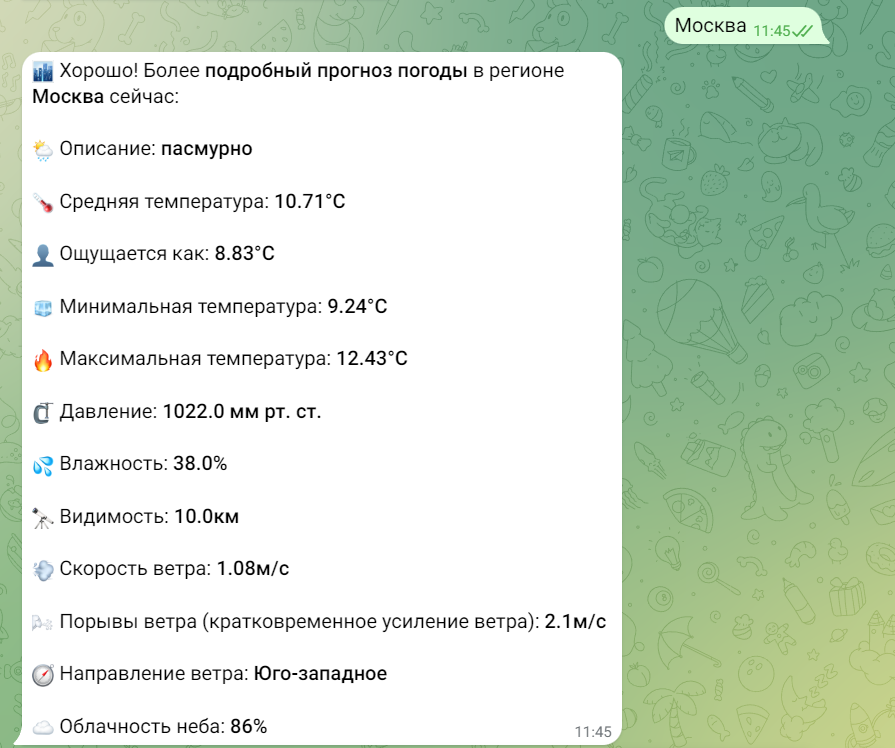 Москва 11:45
Хорошо! Более подробный прогноз погоды в регионе
Москва сейчас:
Описание: пасмурно
Средняя температура: 10.71°C
Ощущается как: 8.83°C
Минимальная температура: 9.24°C
Максимальная температура: 12.43°C
Давление: 1022.0 мм рт. ст.
Влажность: 38.0%
Видимость: 10.0км
Скорость ветра: 1.08м/с
Порывы ветра (кратковременное усиление ветра): 2.1м/с
Направление ветра: Юго-западное
Облачность неба: 86%
11:45